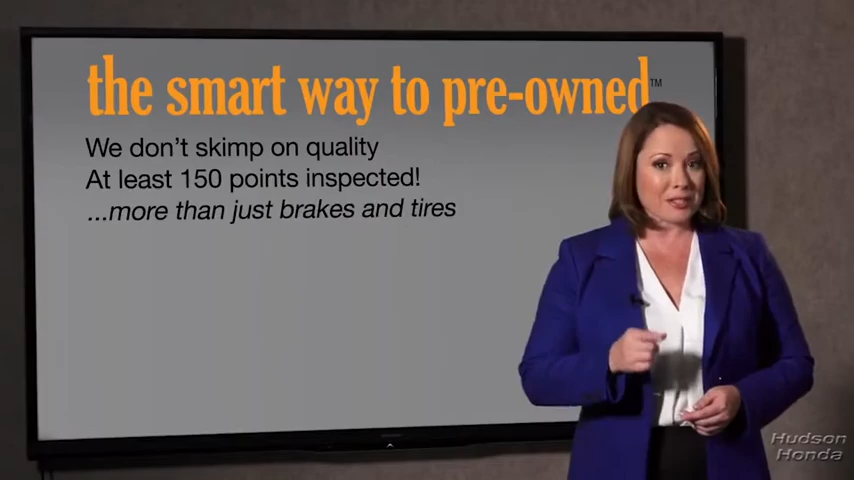 the smart way to pre-owned™
We don't skimp on quality
At least 150 points inspected!
...more than just brakes and tires
Hudson
Honda